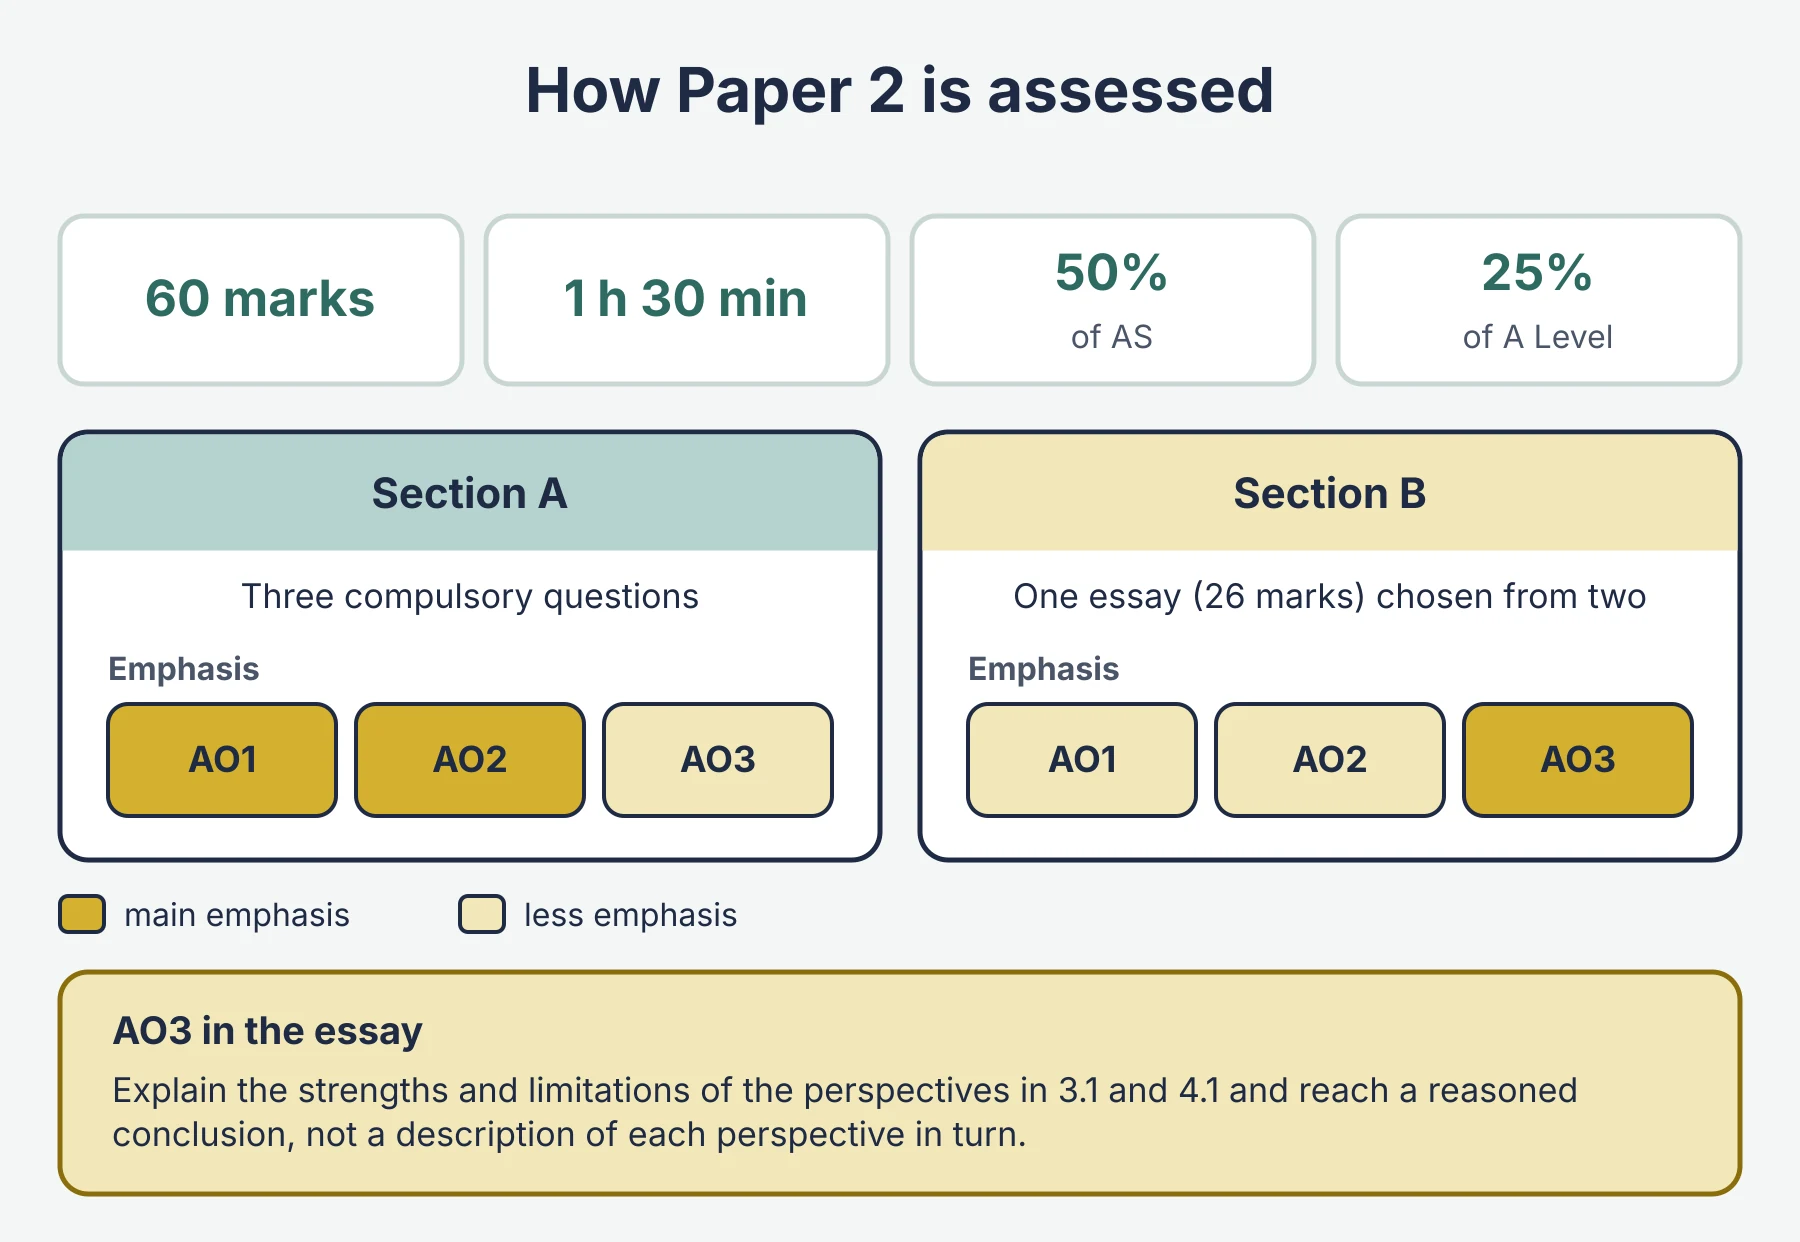 How Paper 2 is assessed
60 marks
1 h 30 min
50%
of AS
25%
of A Level
Section A
Three compulsory questions
Emphasis
AO1
AO2
AO3
Section B
One essay (26 marks) chosen from two
Emphasis
AO1
AO2
AO3
main emphasis
less emphasis
AO3 in the essay
Explain the strengths and limitations of the perspectives in 3.1 and 4.1 and reach a reasoned
conclusion, not a description of each perspective in turn.